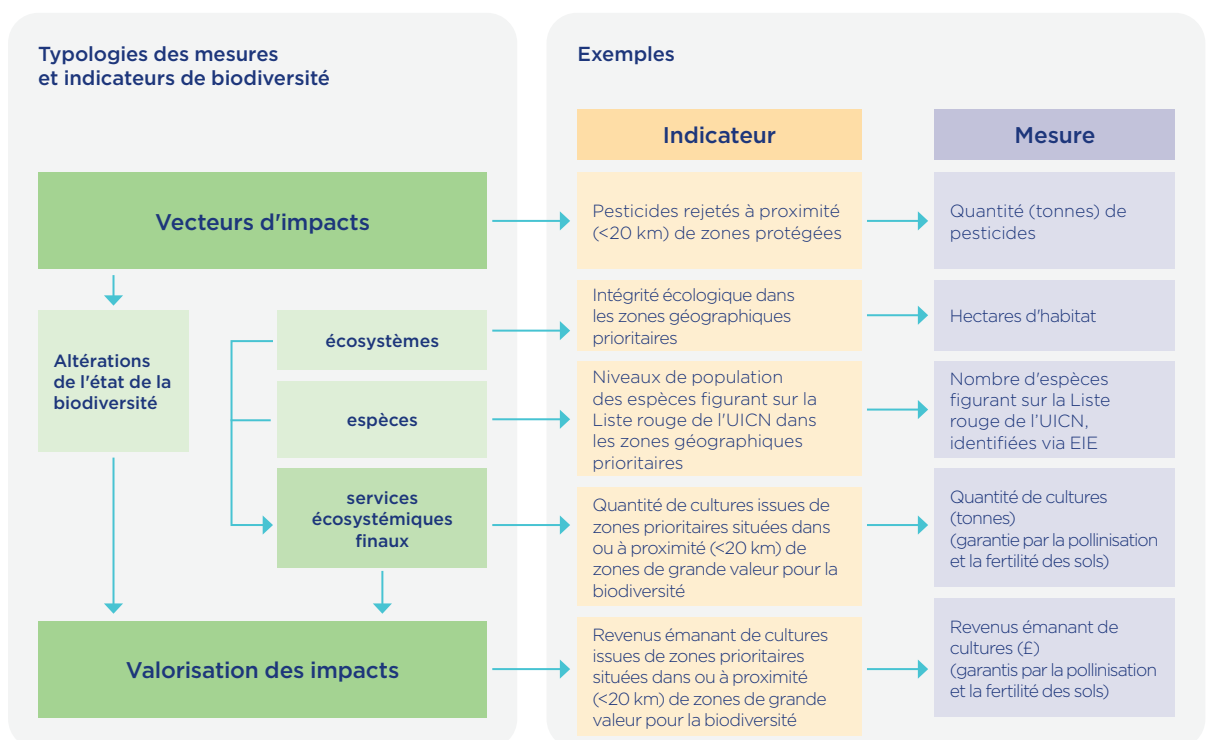 Typologies des mesures
et indicateurs de biodiversité
Vecteurs d'impacts
Altérations
de l'état de la
biodiversité
écosystèmes
espèces
services
écosystémiques
finaux
Valorisation des impacts
Exemples
Indicateur
Mesure
Pesticides rejetés à proximité
(<20 km) de zones protégées
Quantité (tonnes) de
pesticides
Intégrité écologique dans
les zones géographiques
prioritaires
Hectares d'habitat
Niveaux de population
des espèces figurant sur la
Liste rouge de l'UICN dans
les zones géographiques
prioritaires
Nombre d'espèces
figurant sur la Liste
rouge de l'UICN,
identifiées via EIE
Quantité de cultures issues de
zones prioritaires situées dans
ou à proximité (<20 km) de
zones de grande valeur pour la
biodiversité
Quantité de cultures
(tonnes)
(garantie par la pollinisation
et la fertilité des sols)
Revenus émanant de cultures
issues de zones prioritaires
situées dans ou à proximité
(<20 km) de zones de grande
valeur pour la biodiversité
Revenus émanant de
cultures (£)
(garantis par la pollinisation
et la fertilité des sols)